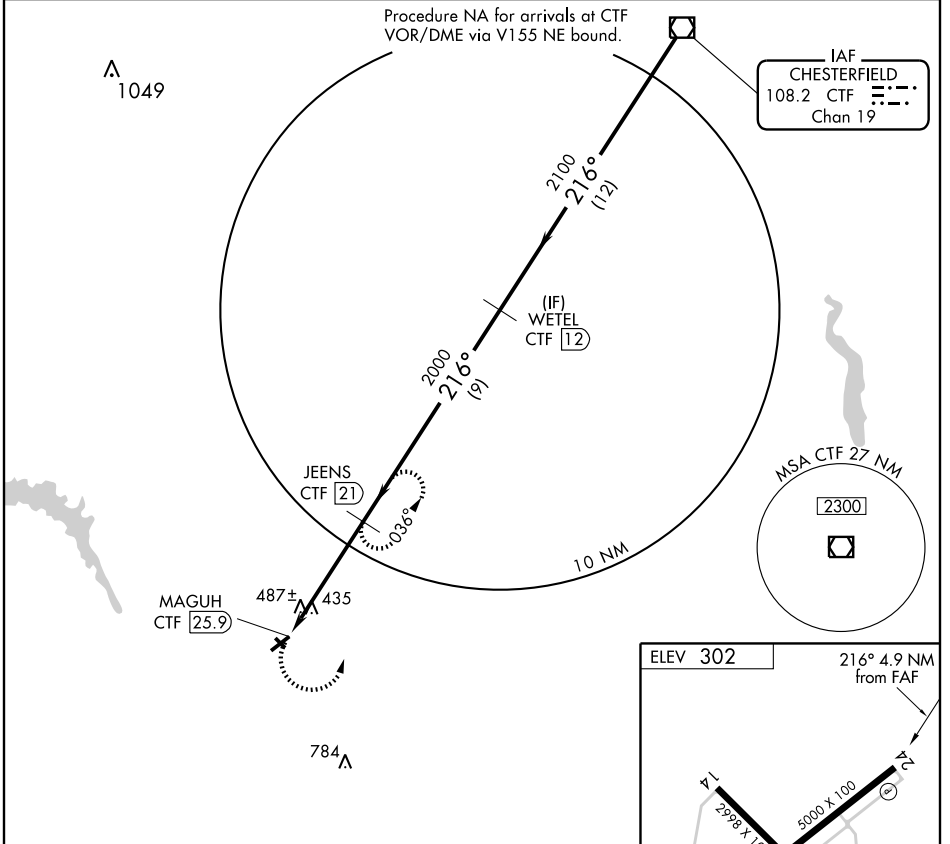 Procedure NA for arrivals at CTF
VOR/DME via V155 NE bound.
1049
IAF
CHESTERFIELD
108.2 CTF
Chan 19
2100
216°
(12)
(IF)
WETEL
CTF 12
2000
216°
(9)
JEENS
CTF 21
036°
10 NM
MSA CTF 27 NM
2300
487± 435
MAGUH
CTF 25.9
784
ELEV 302
216° 4.9 NM
from FAF
24
14
5000 X 100
P